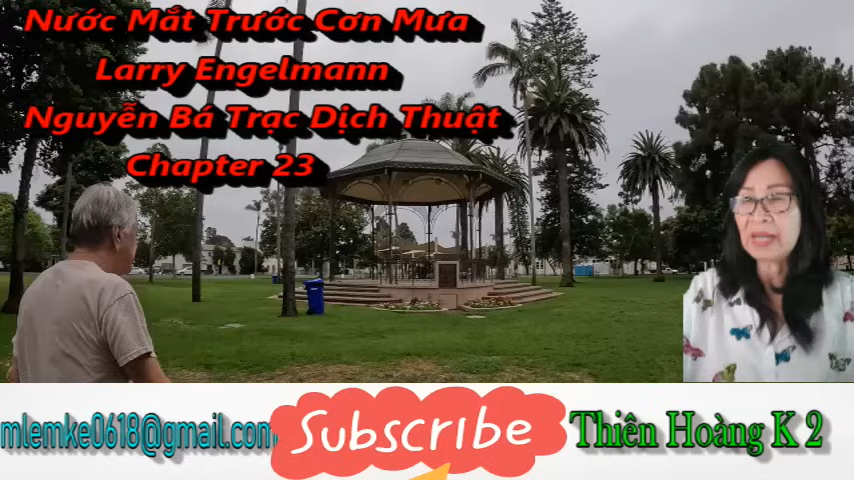 Nước Mắt Trước Cơn Mưa
Larry Engelmann
Nguyễn Bá Trạc Dịch Thuật
Chapter 23
mlemke0618@gmail.com
Subscribe
Thiên Hoàng K 2